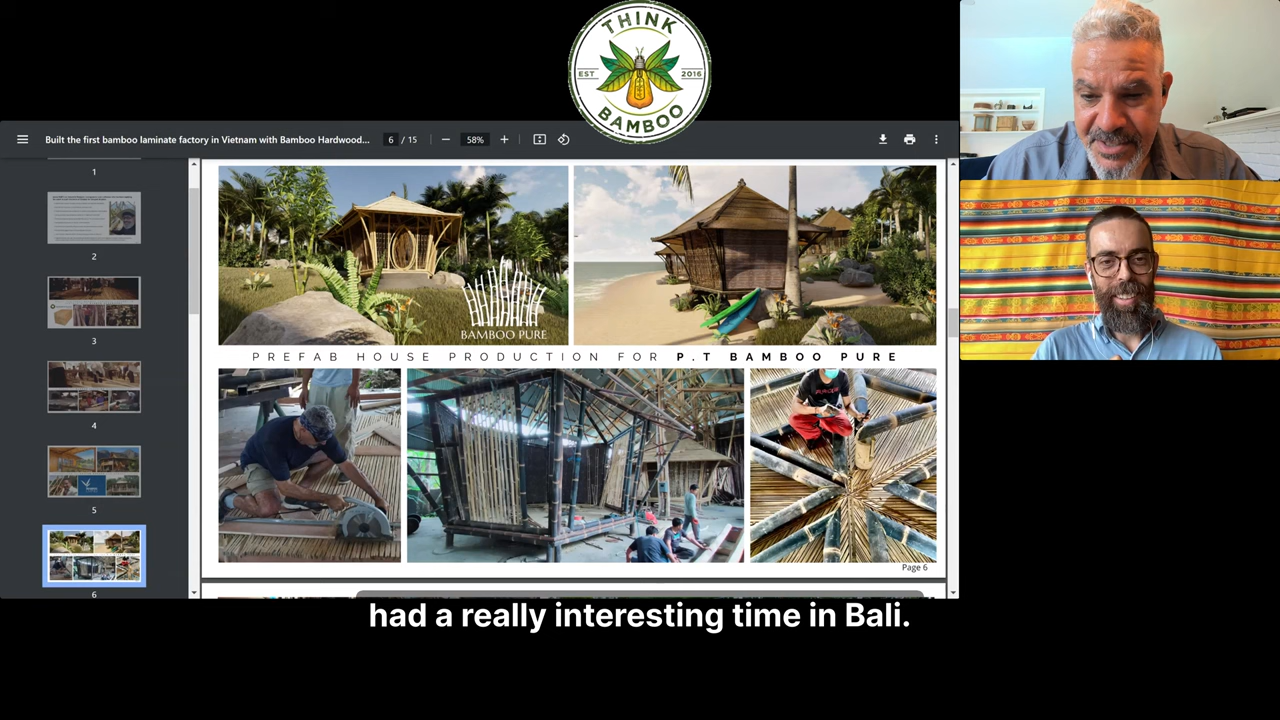 THINK
EST 2016
BAMBOO
Built the first bamboo laminate factory in Vietnam with Bamboo Hardwood...
6 / 15
58%
1
2
3
4
5
6
BAMBOO PURE
PREFAB HOUSE PRODUCTION FOR P.T BAMBOO PURE
Page 6
had a really interesting time in Bali.